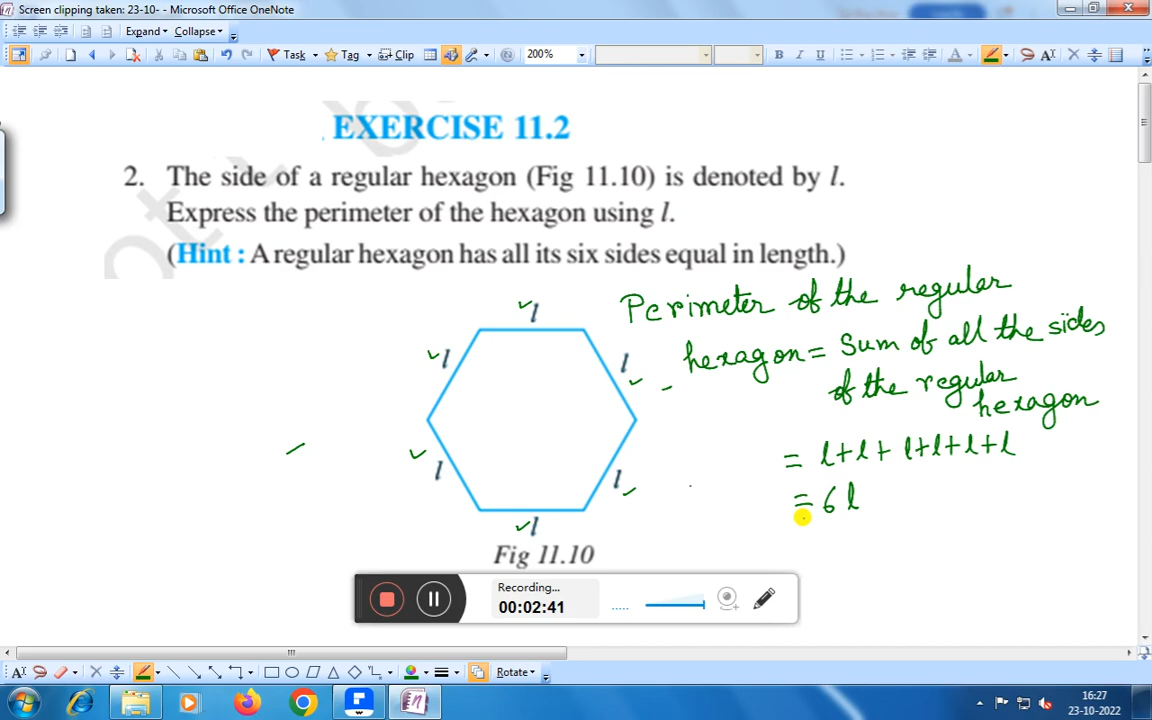 Screen clipping taken: 23-10- - Microsoft Office OneNote
Expand Collapse
Task Tag Clip 200% B I U A
EXERCISE 11.2
2. The side of a regular hexagon (Fig 11.10) is denoted by l.
Express the perimeter of the hexagon using l.
(Hint : A regular hexagon has all its six sides equal in length.)
Perimeter of the regular
hexagon = Sum of all the sides
of the regular
hexagon
= l+l+l+l+l+l
= 6l
l
l
l
l
l
l
Fig 11.10
Recording...
00:02:41
Rotate
16:27
23-10-2022